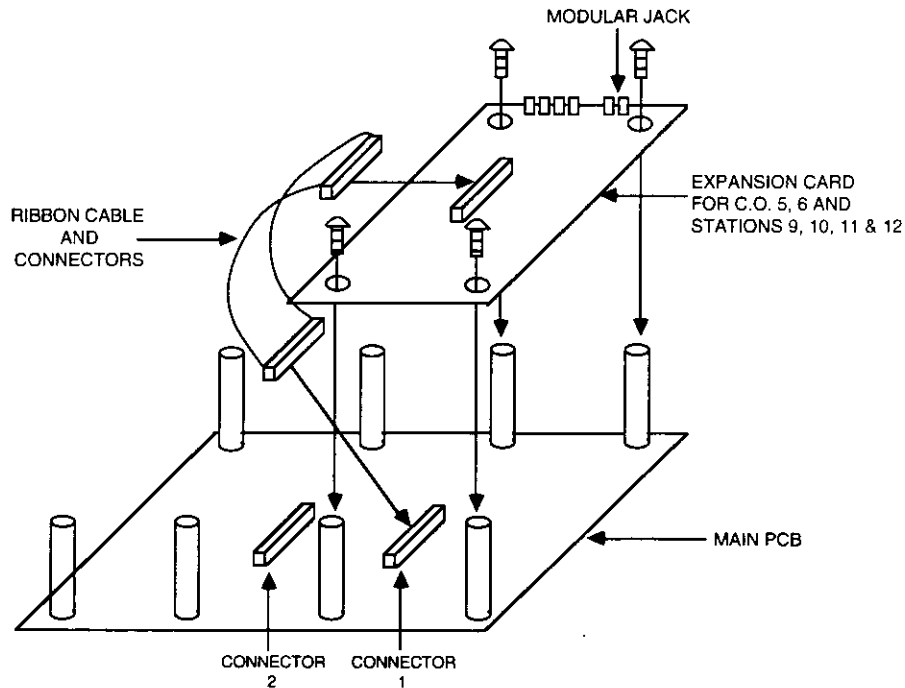 MODULAR JACK
EXPANSION CARD
FOR C.O. 5, 6 AND
STATIONS 9, 10, 11 & 12
RIBBON CABLE
AND
CONNECTORS
MAIN PCB
CONNECTOR
2
CONNECTOR
1